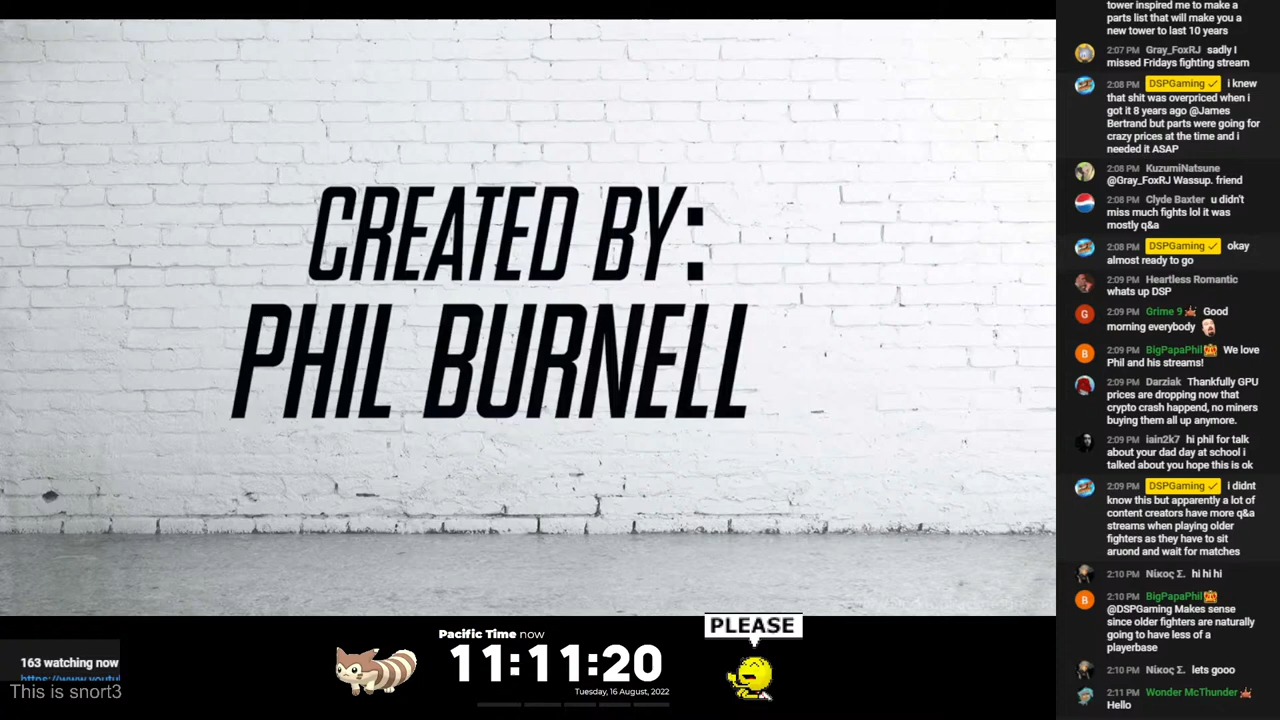 CREATED BY:
PHIL BURNELL
tower inspired me to make a
parts list that will make you a
new tower to last 10 years
2:07 PM Gray_FoxRJ sadly I
missed Fridays fighting stream
2:08 PM DSPGaming i knew
that shit was overpriced when i
got it 8 years ago @James
Bertrand but parts were going for
crazy prices at the time and i
needed it ASAP
2:08 PM KuzumiNatsune
@Gray_FoxRJ Wassup. friend
2:08 PM Clyde Baxter u didn't
miss much fights lol it was
mostly q&a
2:08 PM DSPGaming okay
almost ready to go
2:09 PM Heartless Romantic
whats up DSP
2:09 PM Grime 9 Good
morning everybody
2:09 PM BigPapaPhil We love
Phil and his streams!
2:09 PM Darziak Thankfully GPU
prices are dropping now that
crypto crash happend, no miners
buying them all up anymore.
2:09 PM iain2k7 hi phil for talk
about your dad day at school i
talked about you hope this is ok
2:09 PM DSPGaming i didnt
know this but apparently a lot of
content creators have more q&a
streams when playing older
fighters as they have to sit
aruond and wait for matches
2:10 PM Νίκος Σ. hi hi hi
2:10 PM BigPapaPhil
@DSPGaming Makes sense
since older fighters are naturally
going to have less of a
playerbase
2:10 PM Νίκος Σ. lets gooo
2:11 PM Wonder McThunder
Hello
163 watching now
https://www.youtu
This is snort3
Pacific Time now
11:11:20
Tuesday, 16 August, 2022
PLEASE